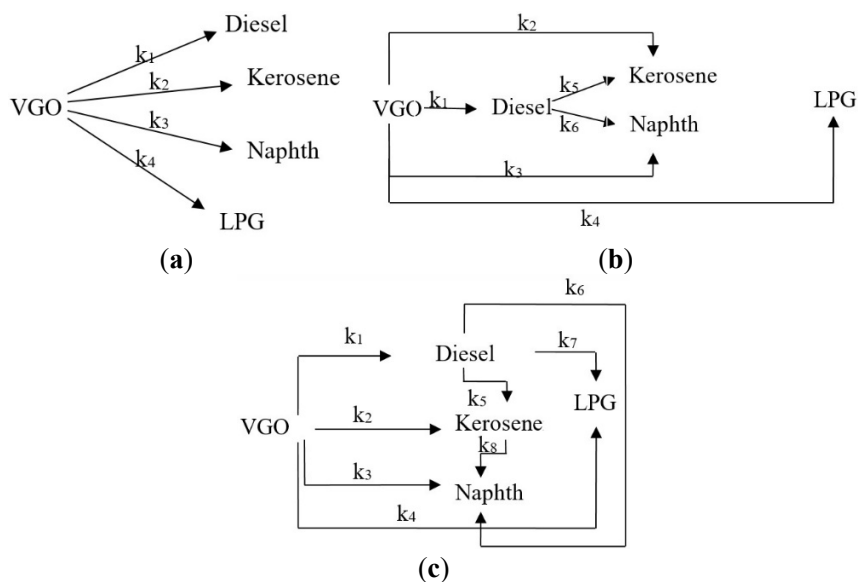 Diesel
k1
k2
Kerosene
VGO
k3
Naphth
k4
LPG
(a)
k2
Kerosene
k5
VGO
k1
Diesel
LPG
k6
Naphth
k3
k4
(b)
k6
k1
k7
Diesel
k5
LPG
VGO
k2
Kerosene
k8
k3
Naphth
k4
(c)